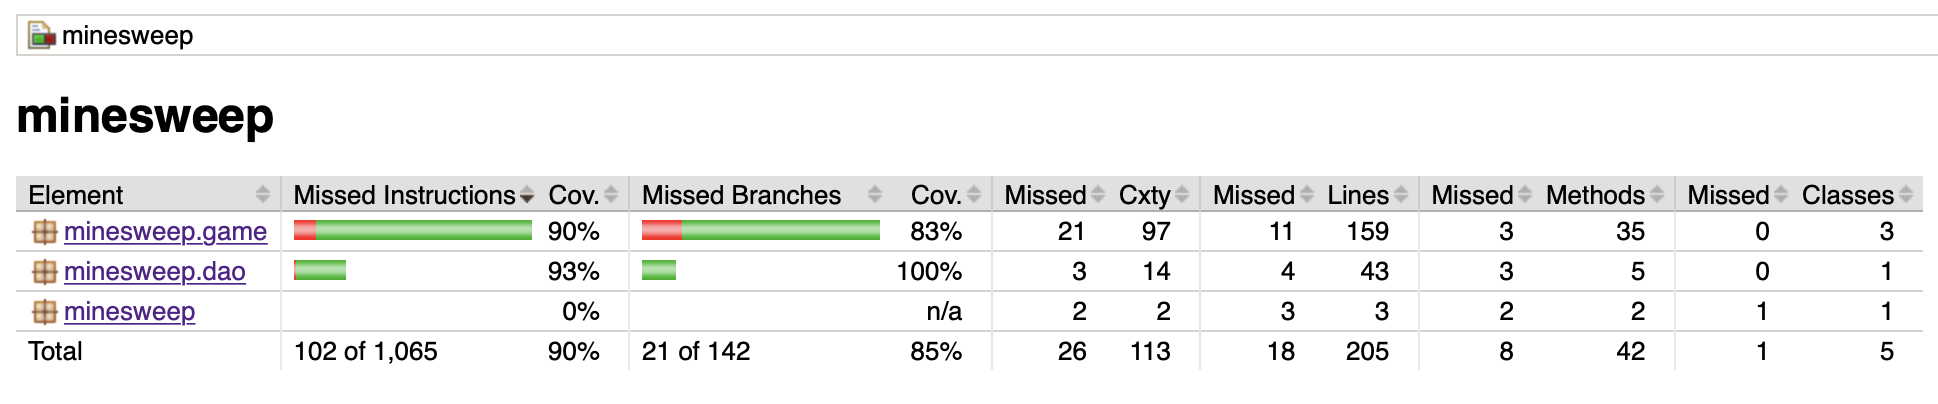 minesweep
minesweep
Element Missed Instructions Cov. Missed Branches Cov. Missed Cxty Missed Lines Missed Methods Missed Classes
minesweep.game 90% 83% 21 97 11 159 3 35 0 3
minesweep.dao 93% 100% 3 14 4 43 3 5 0 1
minesweep 0% n/a 2 2 3 3 2 2 1 1
Total 102 of 1,065 90% 21 of 142 85% 26 113 18 205 8 42 1 5